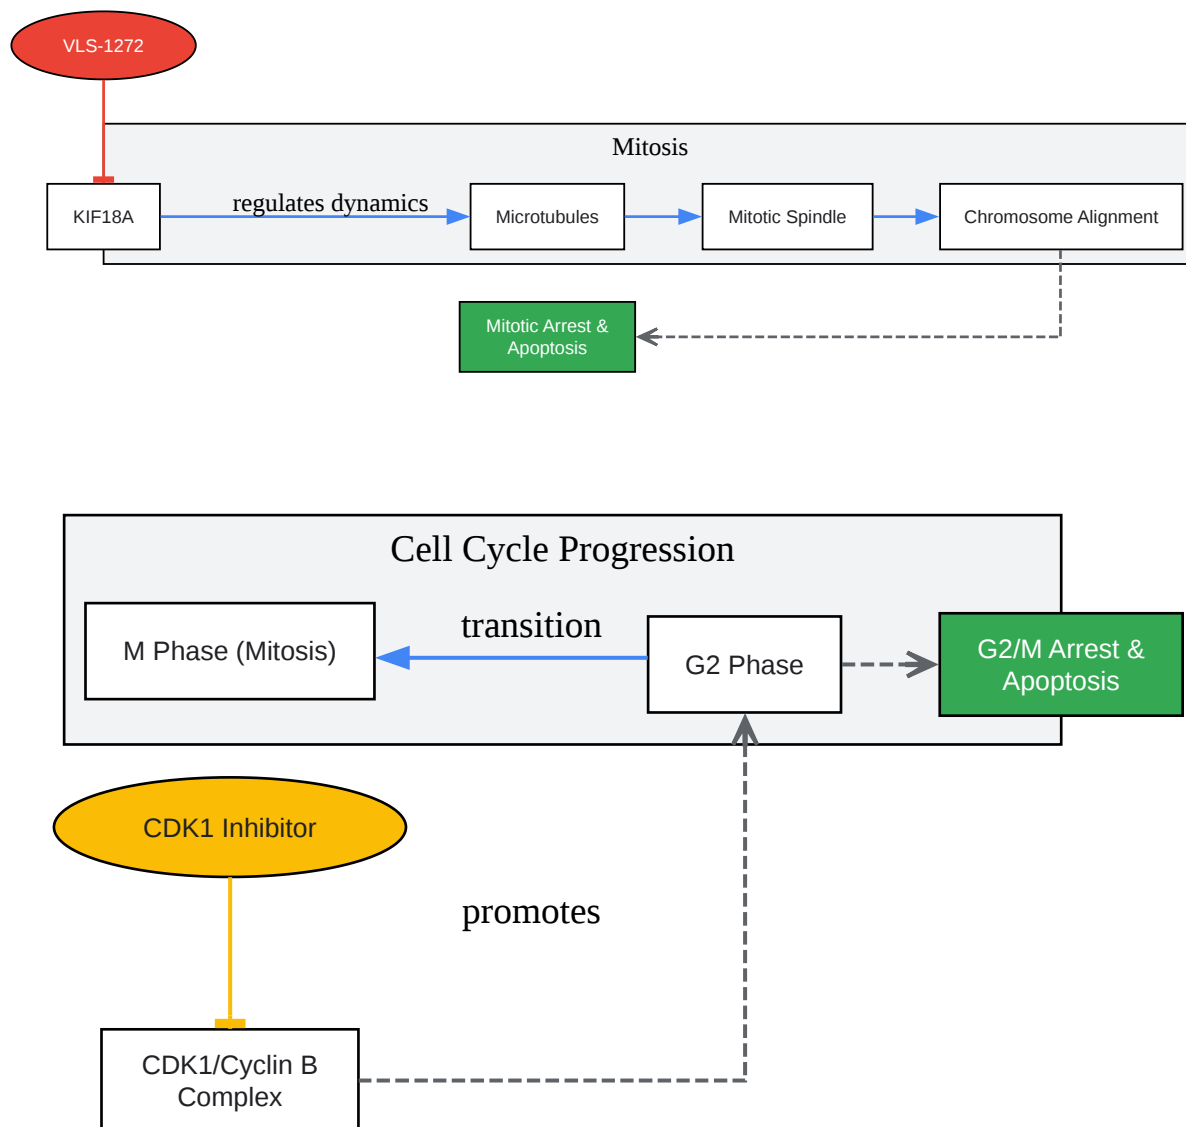 VLS-1272
Mitosis
KIF18A
regulates dynamics
Microtubules
Mitotic Spindle
Chromosome Alignment
Mitotic Arrest &
Apoptosis
Cell Cycle Progression
M Phase (Mitosis)
transition
G2 Phase
G2/M Arrest &
Apoptosis
CDK1 Inhibitor
promotes
CDK1/Cyclin B
Complex